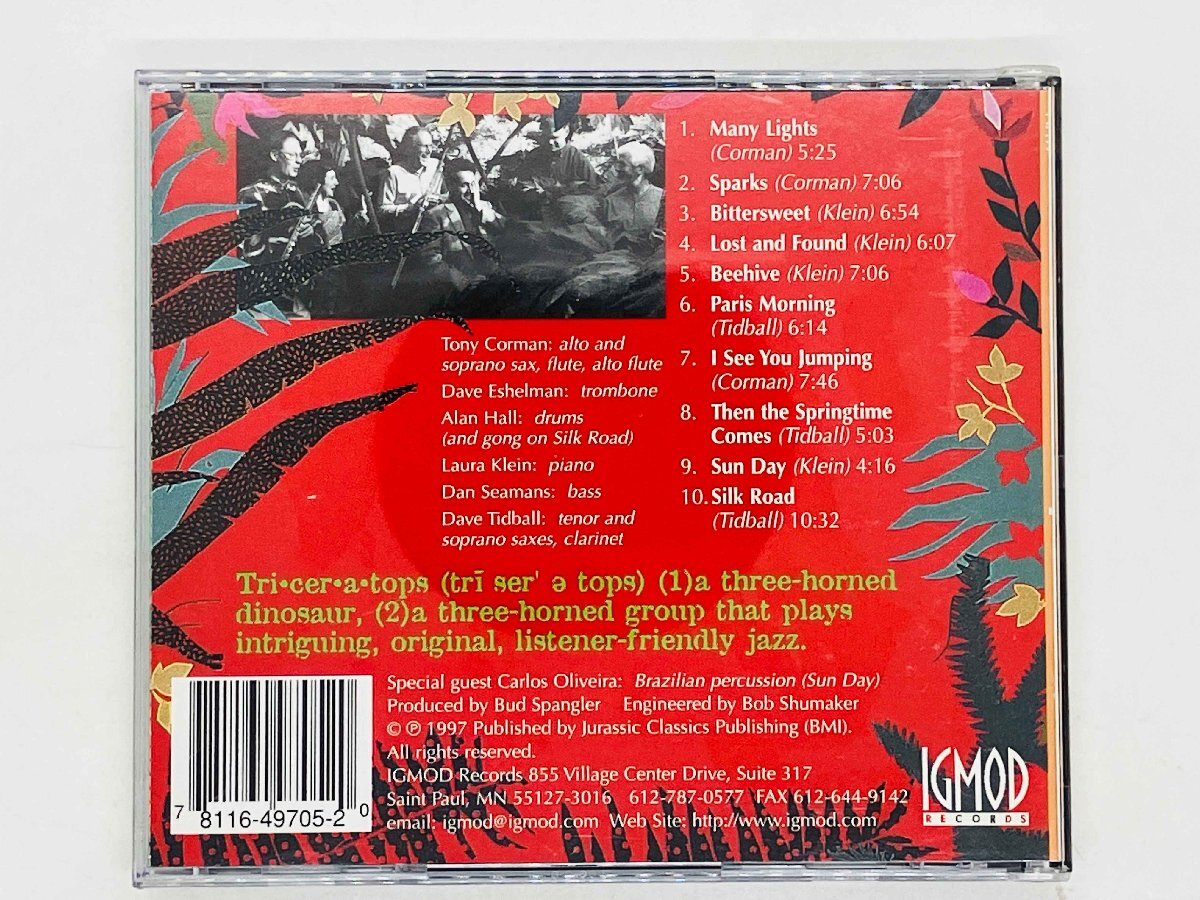 1. Many Lights
(Corman) 5:25
2. Sparks (Corman) 7:06
3. Bittersweet (Klein) 6:54
4. Lost and Found (Klein) 6:07
5. Beehive (Klein) 7:06
6. Paris Morning
(Tidball) 6:14
7. I See You Jumping
(Corman) 7:46
8. Then the Springtime
Comes (Tidball) 5:03
9. Sun Day (Klein) 4:16
10. Silk Road
(Tidball) 10:32
Tony Corman: alto and
soprano sax, flute, alto flute
Dave Eshelman: trombone
Alan Hall: drums
(and gong on Silk Road)
Laura Klein: piano
Dan Seamans: bass
Dave Tidball: tenor and
soprano saxes, clarinet
Tri•cer•a•tops (trī ser' ə tops) (1)a three-horned
dinosaur, (2)a three-horned group that plays
intriguing, original, listener-friendly jazz.
Special guest Carlos Oliveira: Brazilian percussion (Sun Day)
Produced by Bud Spangler Engineered by Bob Shumaker
© ℗ 1997 Published by Jurassic Classics Publishing (BMI).
All rights reserved.
IGMOD Records 855 Village Center Drive, Suite 317
Saint Paul, MN 55127-3016 612-787-0577 FAX 612-644-9142
email: igmod@igmod.com Web Site: http://www.igmod.com
7 8116-49705-2 0
IGMOD
RECORDS